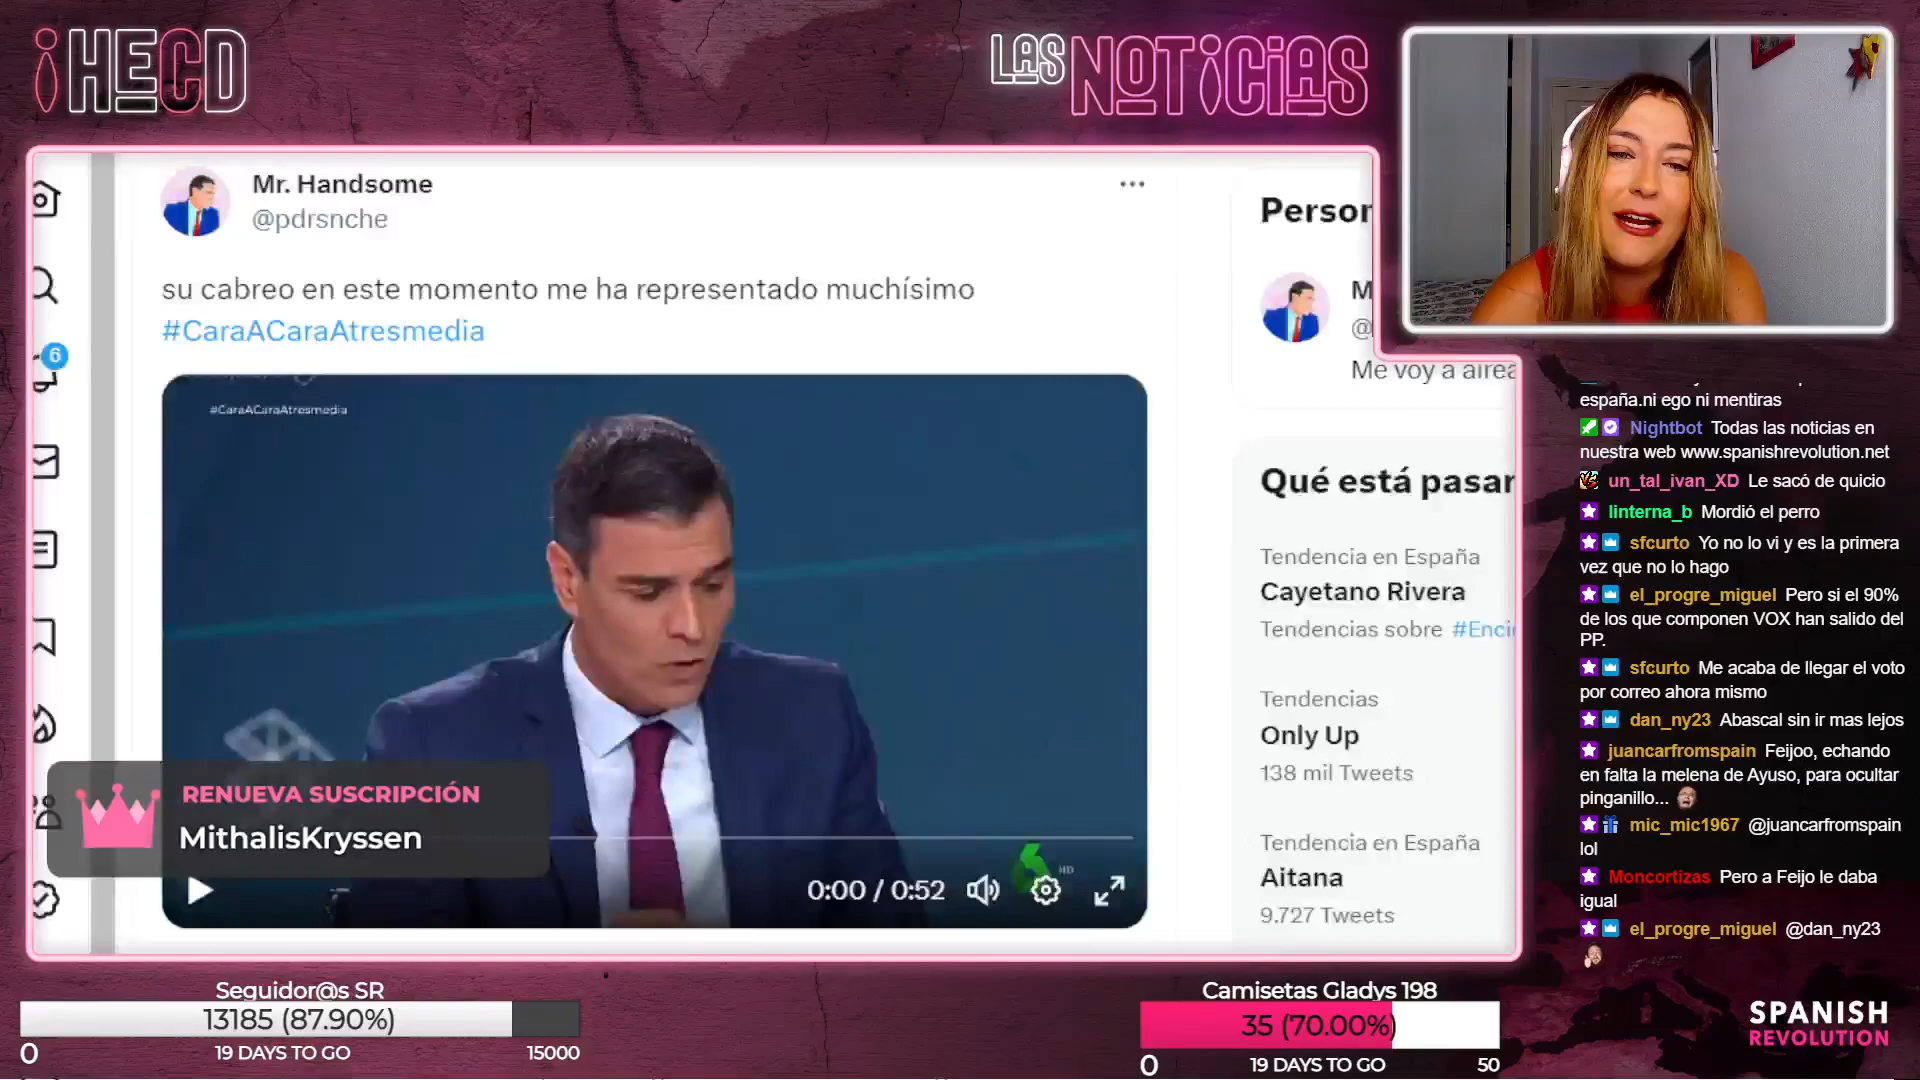 ¡HECD
LAS NOTICIAS
Mr. Handsome
@pdrsnche
su cabreo en este momento me ha representado muchísimo
#CaraACaraAtresmedia
#CaraACaraAtresmedia
RENUEVA SUSCRIPCIÓN
MithalisKryssen
0:00 / 0:52
HD
6
Me voy a
Qué está
Tendencia en España
Cayetano Rivera
Tendencias sobre
Tendencias
Only Up
138 mil Tweets
Tendencia en España
Aitana
9.727 Tweets
españa.ni ego ni mentiras
Nightbot Todas las noticias en
nuestra web www.spanishrevolution.net
un_tal_ivan_XD Le sacó de quicio
linterna_b Mordió el perro
sfcurto Yo no lo vi y es la primera
vez que no lo hago
el_progre_miguel Pero si el 90%
de los que componen VOX han salido del
PP.
sfcurto Me acaba de llegar el voto
por correo ahora mismo
dan_ny23 Abascal sin ir mas lejos
juancarfromspain Feijoo, echando
en falta la melena de Ayuso, para ocultar
pinganillo...
mic_mic1967 @juancarfromspain
lol
Moncortizas Pero a Feijo le daba
igual
el_progre_miguel @dan_ny23
Seguidor@s SR
13185 (87.90%)
0 19 DAYS TO GO 15000
Camisetas Gladys 198
35 (70.00%)
0 19 DAYS TO GO 50
SPANISH
REVOLUTION